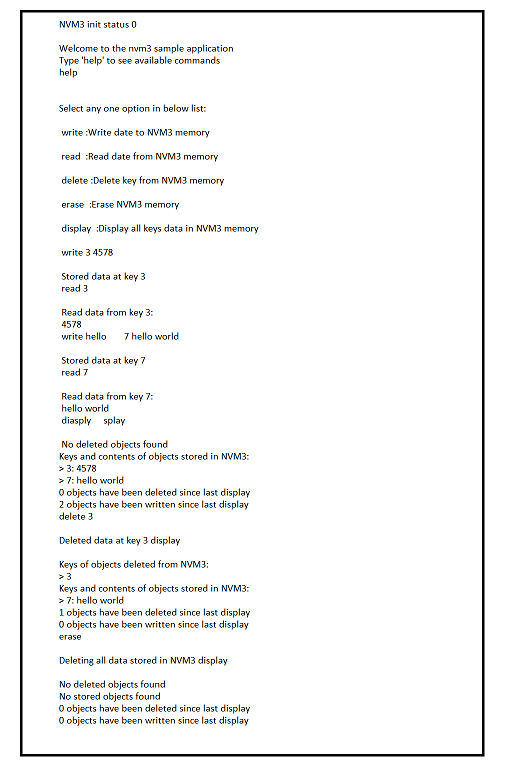 NVM3 init status 0
Welcome to the nvm3 sample application
Type 'help' to see available commands
help
Select any one option in below list:
write :Write date to NVM3 memory
read :Read date from NVM3 memory
delete :Delete key from NVM3 memory
erase :Erase NVM3 memory
display :Display all keys data in NVM3 memory
write 3 4578
Stored data at key 3
read 3
Read data from key 3:
4578
write hello 7 hello world
Stored data at key 7
read 7
Read data from key 7:
hello world
diasply splay
No deleted objects found
Keys and contents of objects stored in NVM3:
> 3: 4578
> 7: hello world
0 objects have been deleted since last display
2 objects have been written since last display
delete 3
Deleted data at key 3 display
Keys of objects deleted from NVM3:
> 3
Keys and contents of objects stored in NVM3:
> 7: hello world
1 objects have been deleted since last display
0 objects have been written since last display
erase
Deleting all data stored in NVM3 display
No deleted objects found
No stored objects found
0 objects have been deleted since last display
0 objects have been written since last display